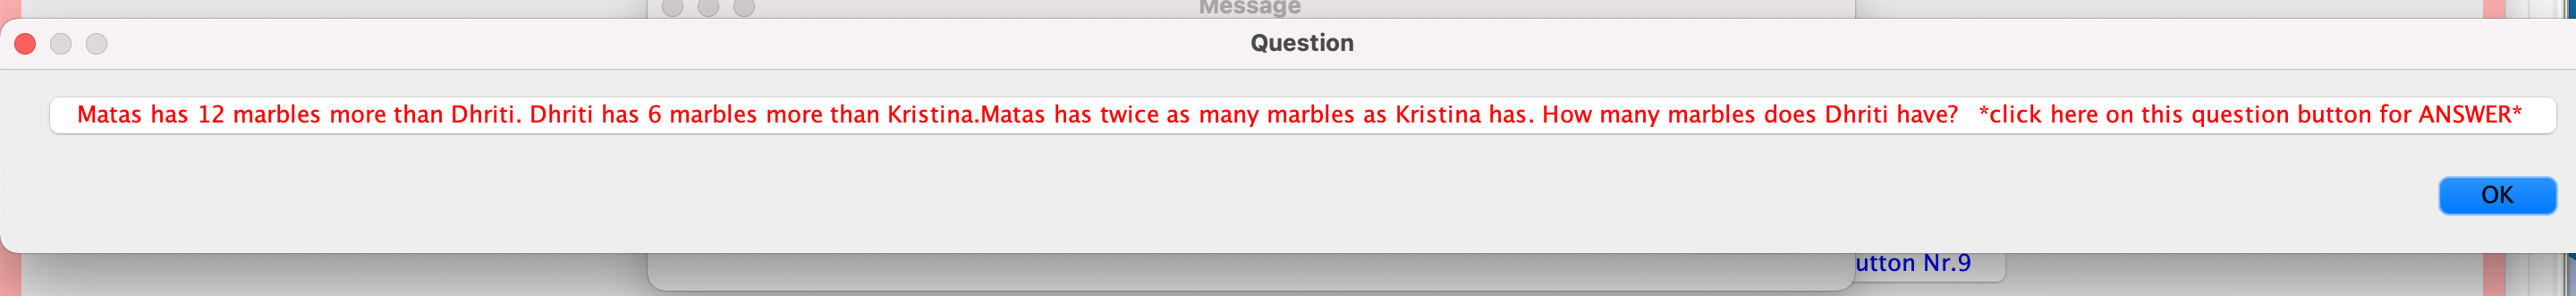 Message
Question
Matas has 12 marbles more than Dhriti. Dhriti has 6 marbles more than Kristina.Matas has twice as many marbles as Kristina has. How many marbles does Dhriti have?   *click here on this question button for ANSWER*
OK
utton Nr.9